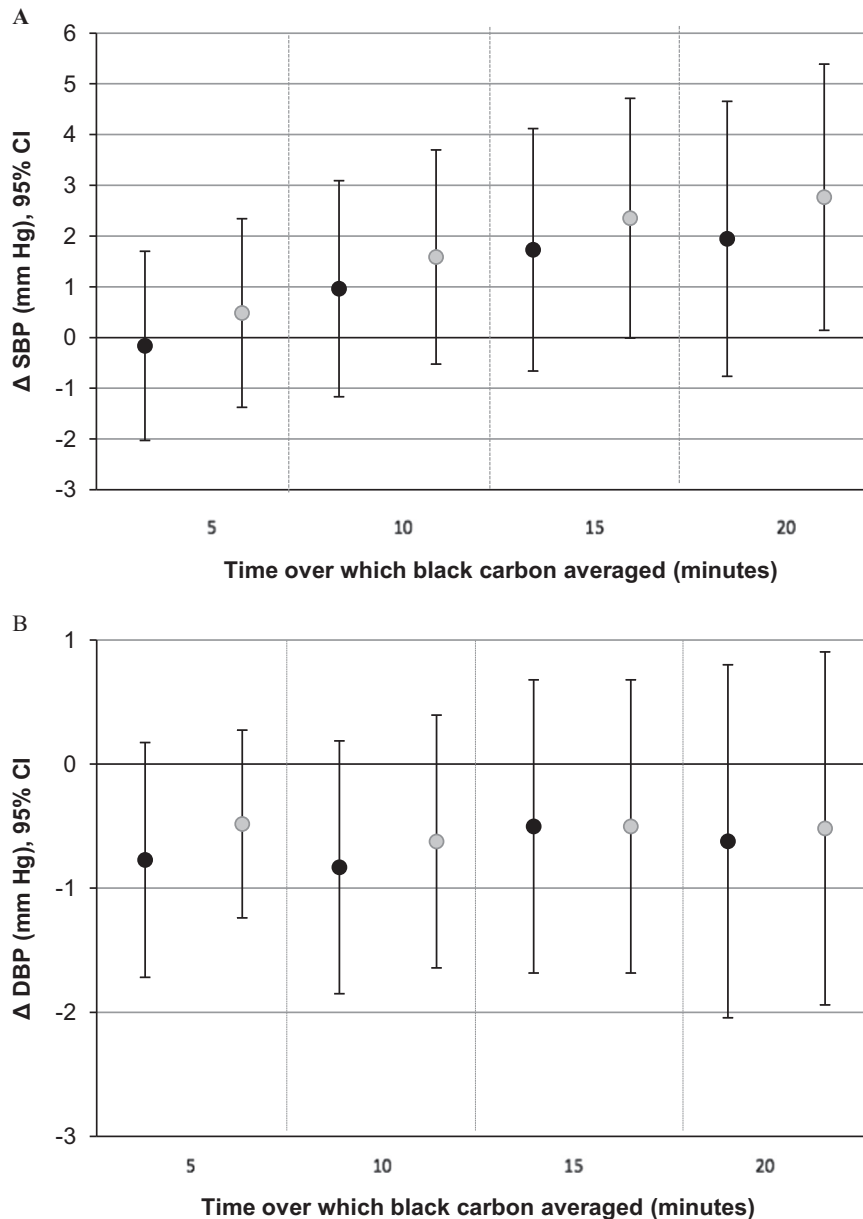 A
6
5
4
3
2
1
0
-1
-2
-3
Δ SBP (mm Hg), 95% CI
5 10 15 20
Time over which black carbon averaged (minutes)
B
1
0
-1
-2
-3
Δ DBP (mm Hg), 95% CI
5 10 15 20
Time over which black carbon averaged (minutes)